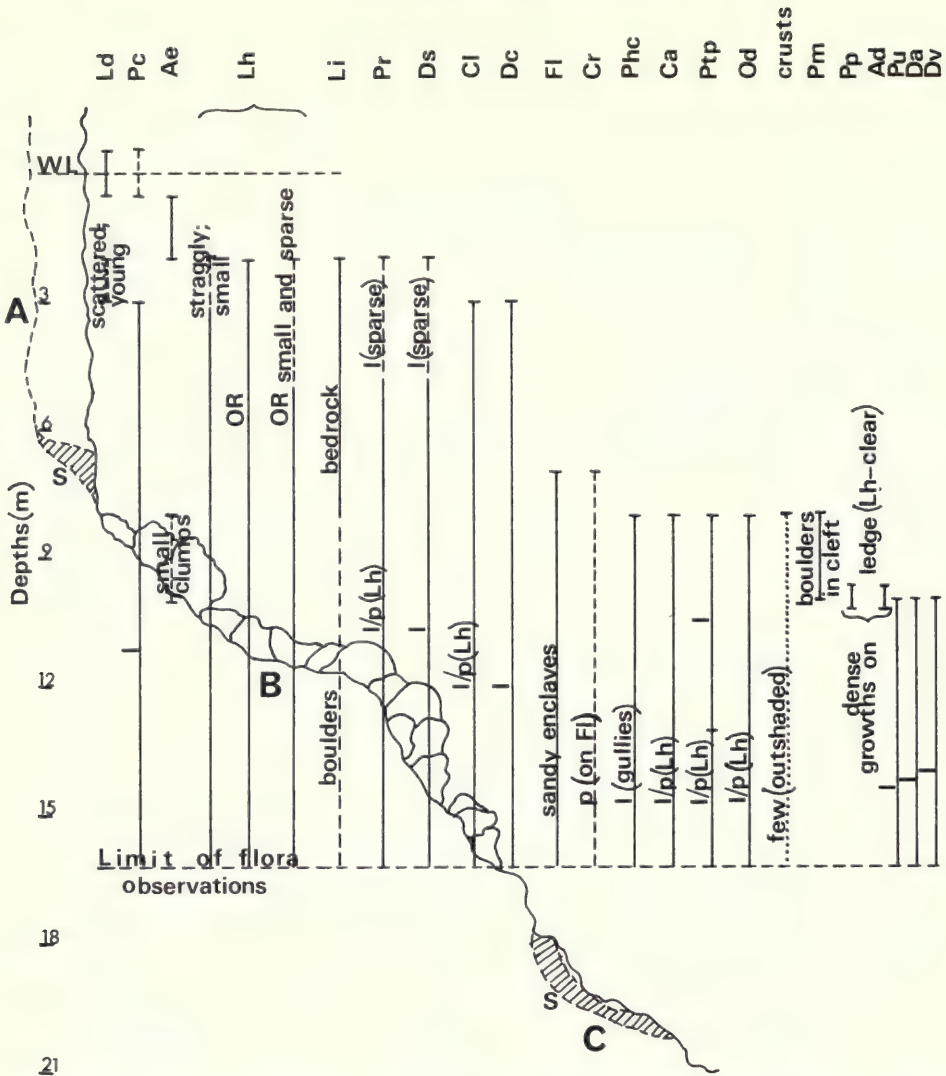 Ld Pc Ae Lh Li Pr Ds Cl Dc Fl Cr Phc Ca Ptp Od crusts Pm Pp Ad Pu Da Dv
WL
scattered;
young
straggly;
small
OR
OR small and sparse
bedrock
l(sparse)
l(sparse)
A
3
6
S
Depths (m)
9
small
clumps
l/p(Lh)
l
l
l/p(Lh)
l
12
B
boulders
sandy enclaves
p (on Fl)
l (gullies)
l/p(Lh)
l
l/p(Lh)
l/p(Lh)
few (outshaded)
boulders
in cleft
ledge (Lh-clear)
dense
growths on
l
l
l
15
Limit of flora
observations
18
S
C
21